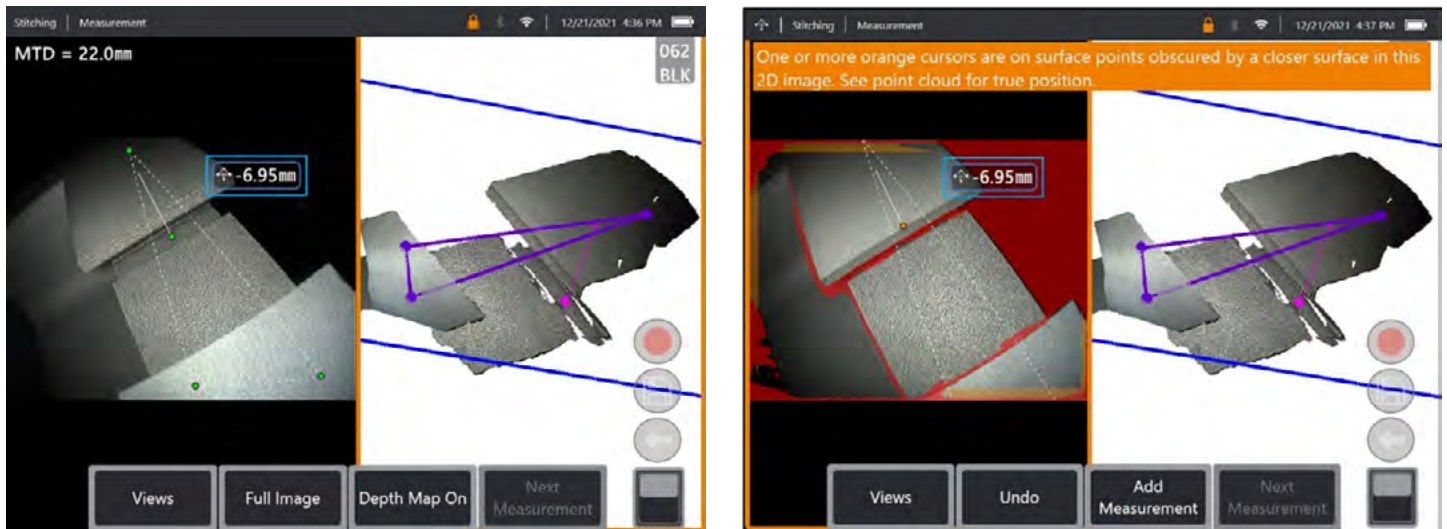 Stitching | Measurement 12/21/2021 4:36 PM
MTD = 22.0mm
062
BLK
-6.95mm
Views
Full Image
Depth Map On
Next
Measurement
Stitching | Measurement 12/21/2021 4:37 PM
One or more orange cursors are on surface points obscured by a closer surface in this
2D image. See point cloud for true position.
-6.95mm
Views
Undo
Add
Measurement
Next
Measurement